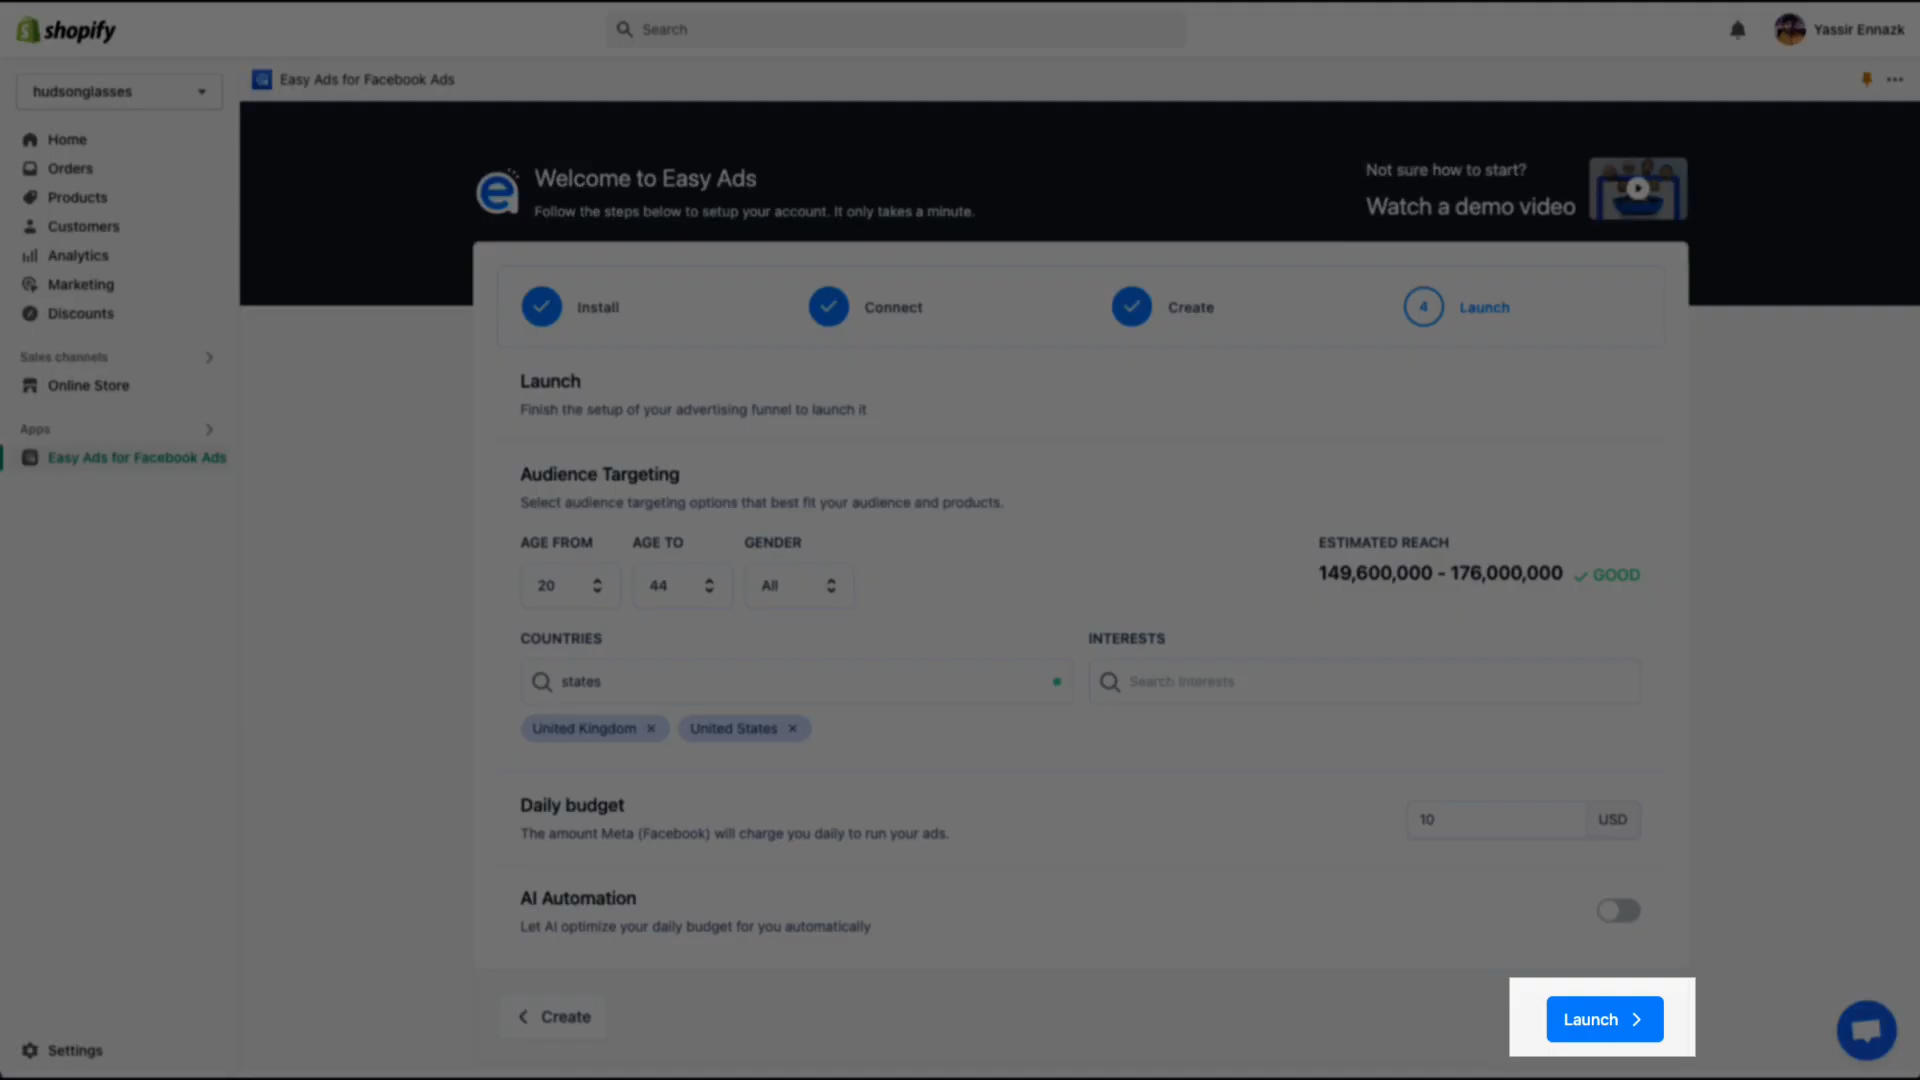 shopify
Search
Yassir Ennazk
hudsonglasses
Easy Ads for Facebook Ads
Home
Orders
Products
Customers
Analytics
Marketing
Discounts
Sales channels
Online Store
Apps
Easy Ads for Facebook Ads
Settings
Welcome to Easy Ads
Follow the steps below to setup your account. It only takes a minute.
Not sure how to start?
Watch a demo video
Install
Connect
Create
4 Launch
Launch
Finish the setup of your advertising funnel to launch it
Audience Targeting
Select audience targeting options that best fit your audience and products.
AGE FROM AGE TO GENDER
20 44 All
ESTIMATED REACH
149,600,000 - 176,000,000 GOOD
COUNTRIES
states
United Kingdom × United States ×
INTERESTS
Search Interests
Daily budget
The amount Meta (Facebook) will charge you daily to run your ads.
10 USD
AI Automation
Let AI optimize your daily budget for you automatically
Create
Launch